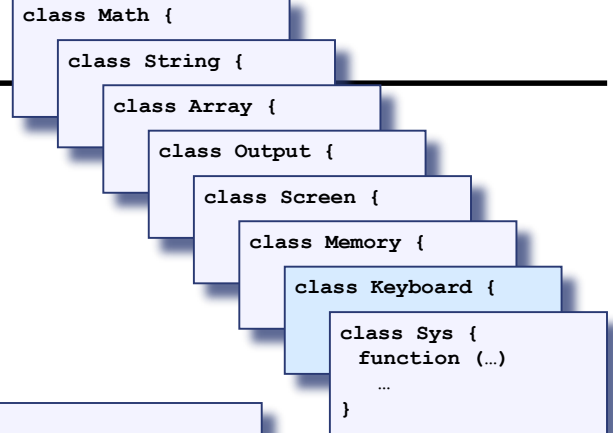 class Math {
class String {
class Array {
class Output {
class Screen {
class Memory {
class Keyboard {
class Sys {
function (…)
…
}